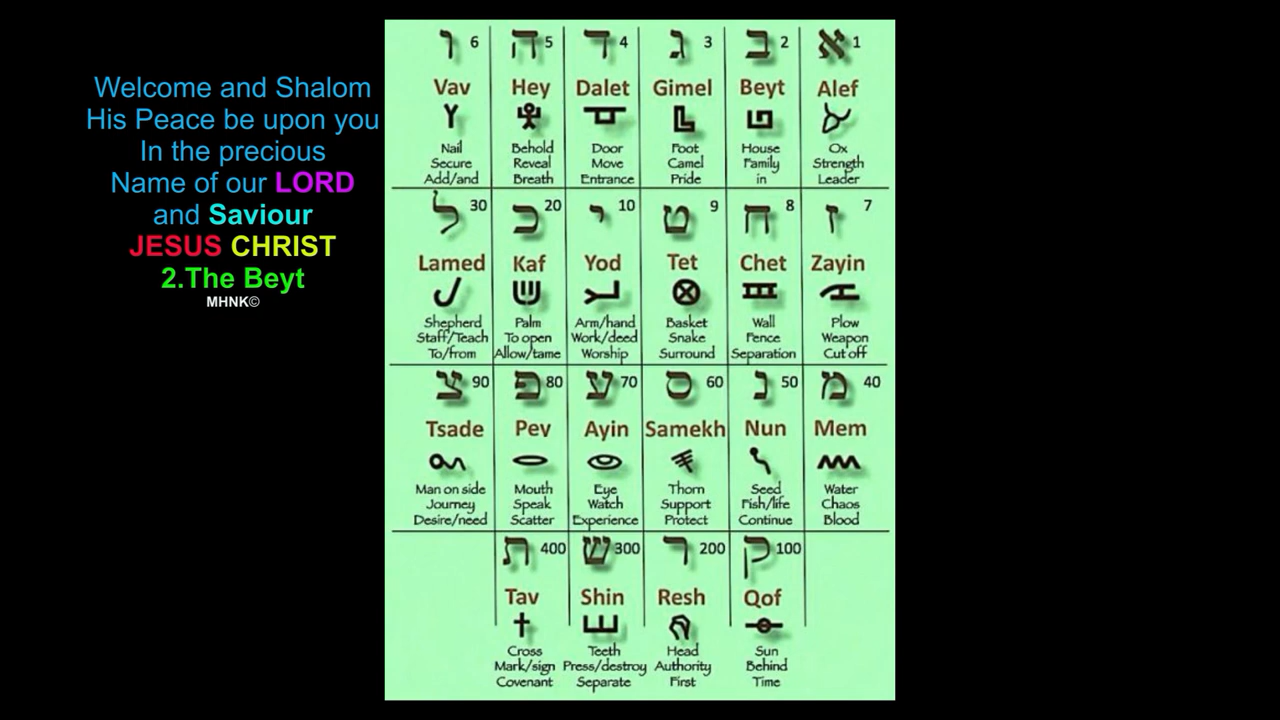 Welcome and Shalom
His Peace be upon you
In the precious
Name of our LORD
and Saviour
JESUS CHRIST
2.The Beyt
MHNK©
ו 6 ה 5 ד 4 ג 3 ב 2 א 1
Vav Hey Dalet Gimel Beyt Alef
Nail Behold Door Foot House Ox
Secure Reveal Move Camel Family Strength
Add/and Breath Entrance Pride in Leader
ל 30 כ 20 י 10 ט 9 ח 8 ז 7
Lamed Kaf Yod Tet Chet Zayin
Shepherd Palm Arm/hand Basket Wall Plow
Staff/Teach To open Work/deed Snake Fence Weapon
To/from Allow/tame Worship Surround Separation Cut off
צ 90 פ 80 ע 70 ס 60 נ 50 מ 40
Tsade Pey Ayin Samekh Nun Mem
Man on side Mouth Eye Thorn Seed Water
Journey Speak Watch Support Fish/life Chaos
Desire/need Scatter Experience Protect Continue Blood
ת 400 ש 300 ר 200 ק 100
Tav Shin Resh Qof
Cross Teeth Head Sun
Mark/sign Press/destroy Authority Behind
Covenant Separate First Time